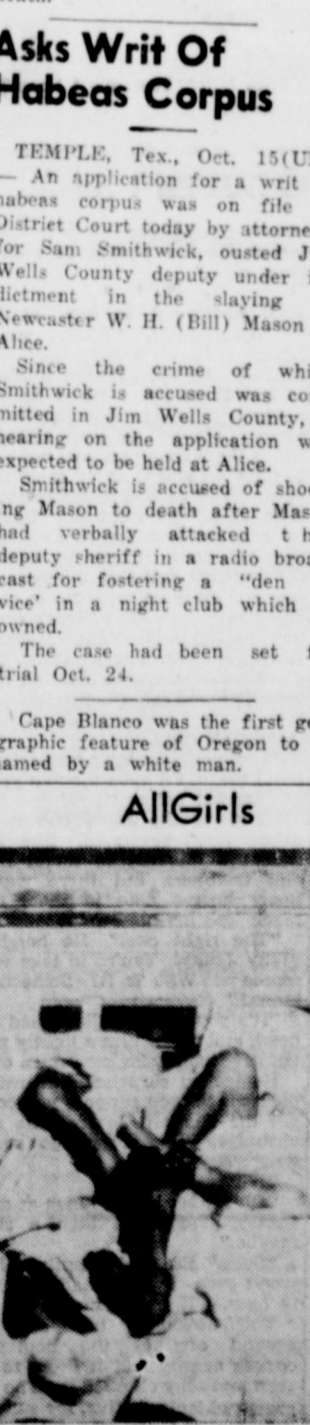 Asks Writ Of
Habeas Corpus
TEMPLE, Tex., Oct. 15(U
— An application for a writ
habeas corpus was on file
District Court today by attorne
for Sam Smithwick, ousted J
Wells County deputy under
dictment in the slaying
Newcaster W. H. (Bill) Mason
Alice.
Since the crime of whi
Smithwick is accused was co
mitted in Jim Wells County,
hearing on the application w
expected to be held at Alice.
Smithwick is accused of shoo
ing Mason to death after Mas
had verbally attacked t h
deputy sheriff in a radio broa
cast for fostering a "den
vice' in a night club which
owned.
The case had been set f
trial Oct. 24.
Cape Blanco was the first ge
graphic feature of Oregon to
named by a white man.
AllGirls